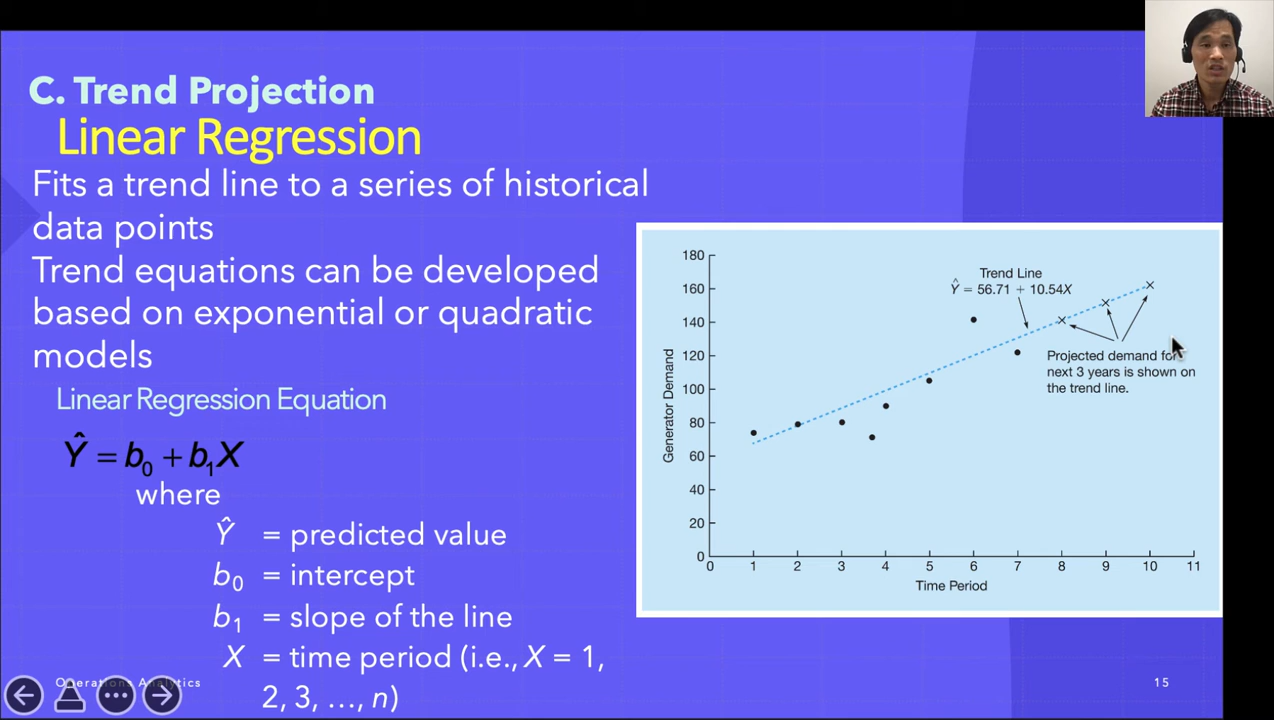 C. Trend Projection
Linear Regression
Fits a trend line to a series of historical
data points
Trend equations can be developed
based on exponential or quadratic
models
Linear Regression Equation
Ŷ = b₀ + b₁X
where
Ŷ = predicted value
b₀ = intercept
b₁ = slope of the line
X = time period (i.e., X = 1,
2, 3, …, n)
180
160
140
120
100
80
60
40
20
0
Generator Demand
Trend Line
Ŷ = 56.71 + 10.54X
Projected demand for
next 3 years is shown on
the trend line.
0 1 2 3 4 5 6 7 8 9 10 11
Time Period
Operations Analytics
15